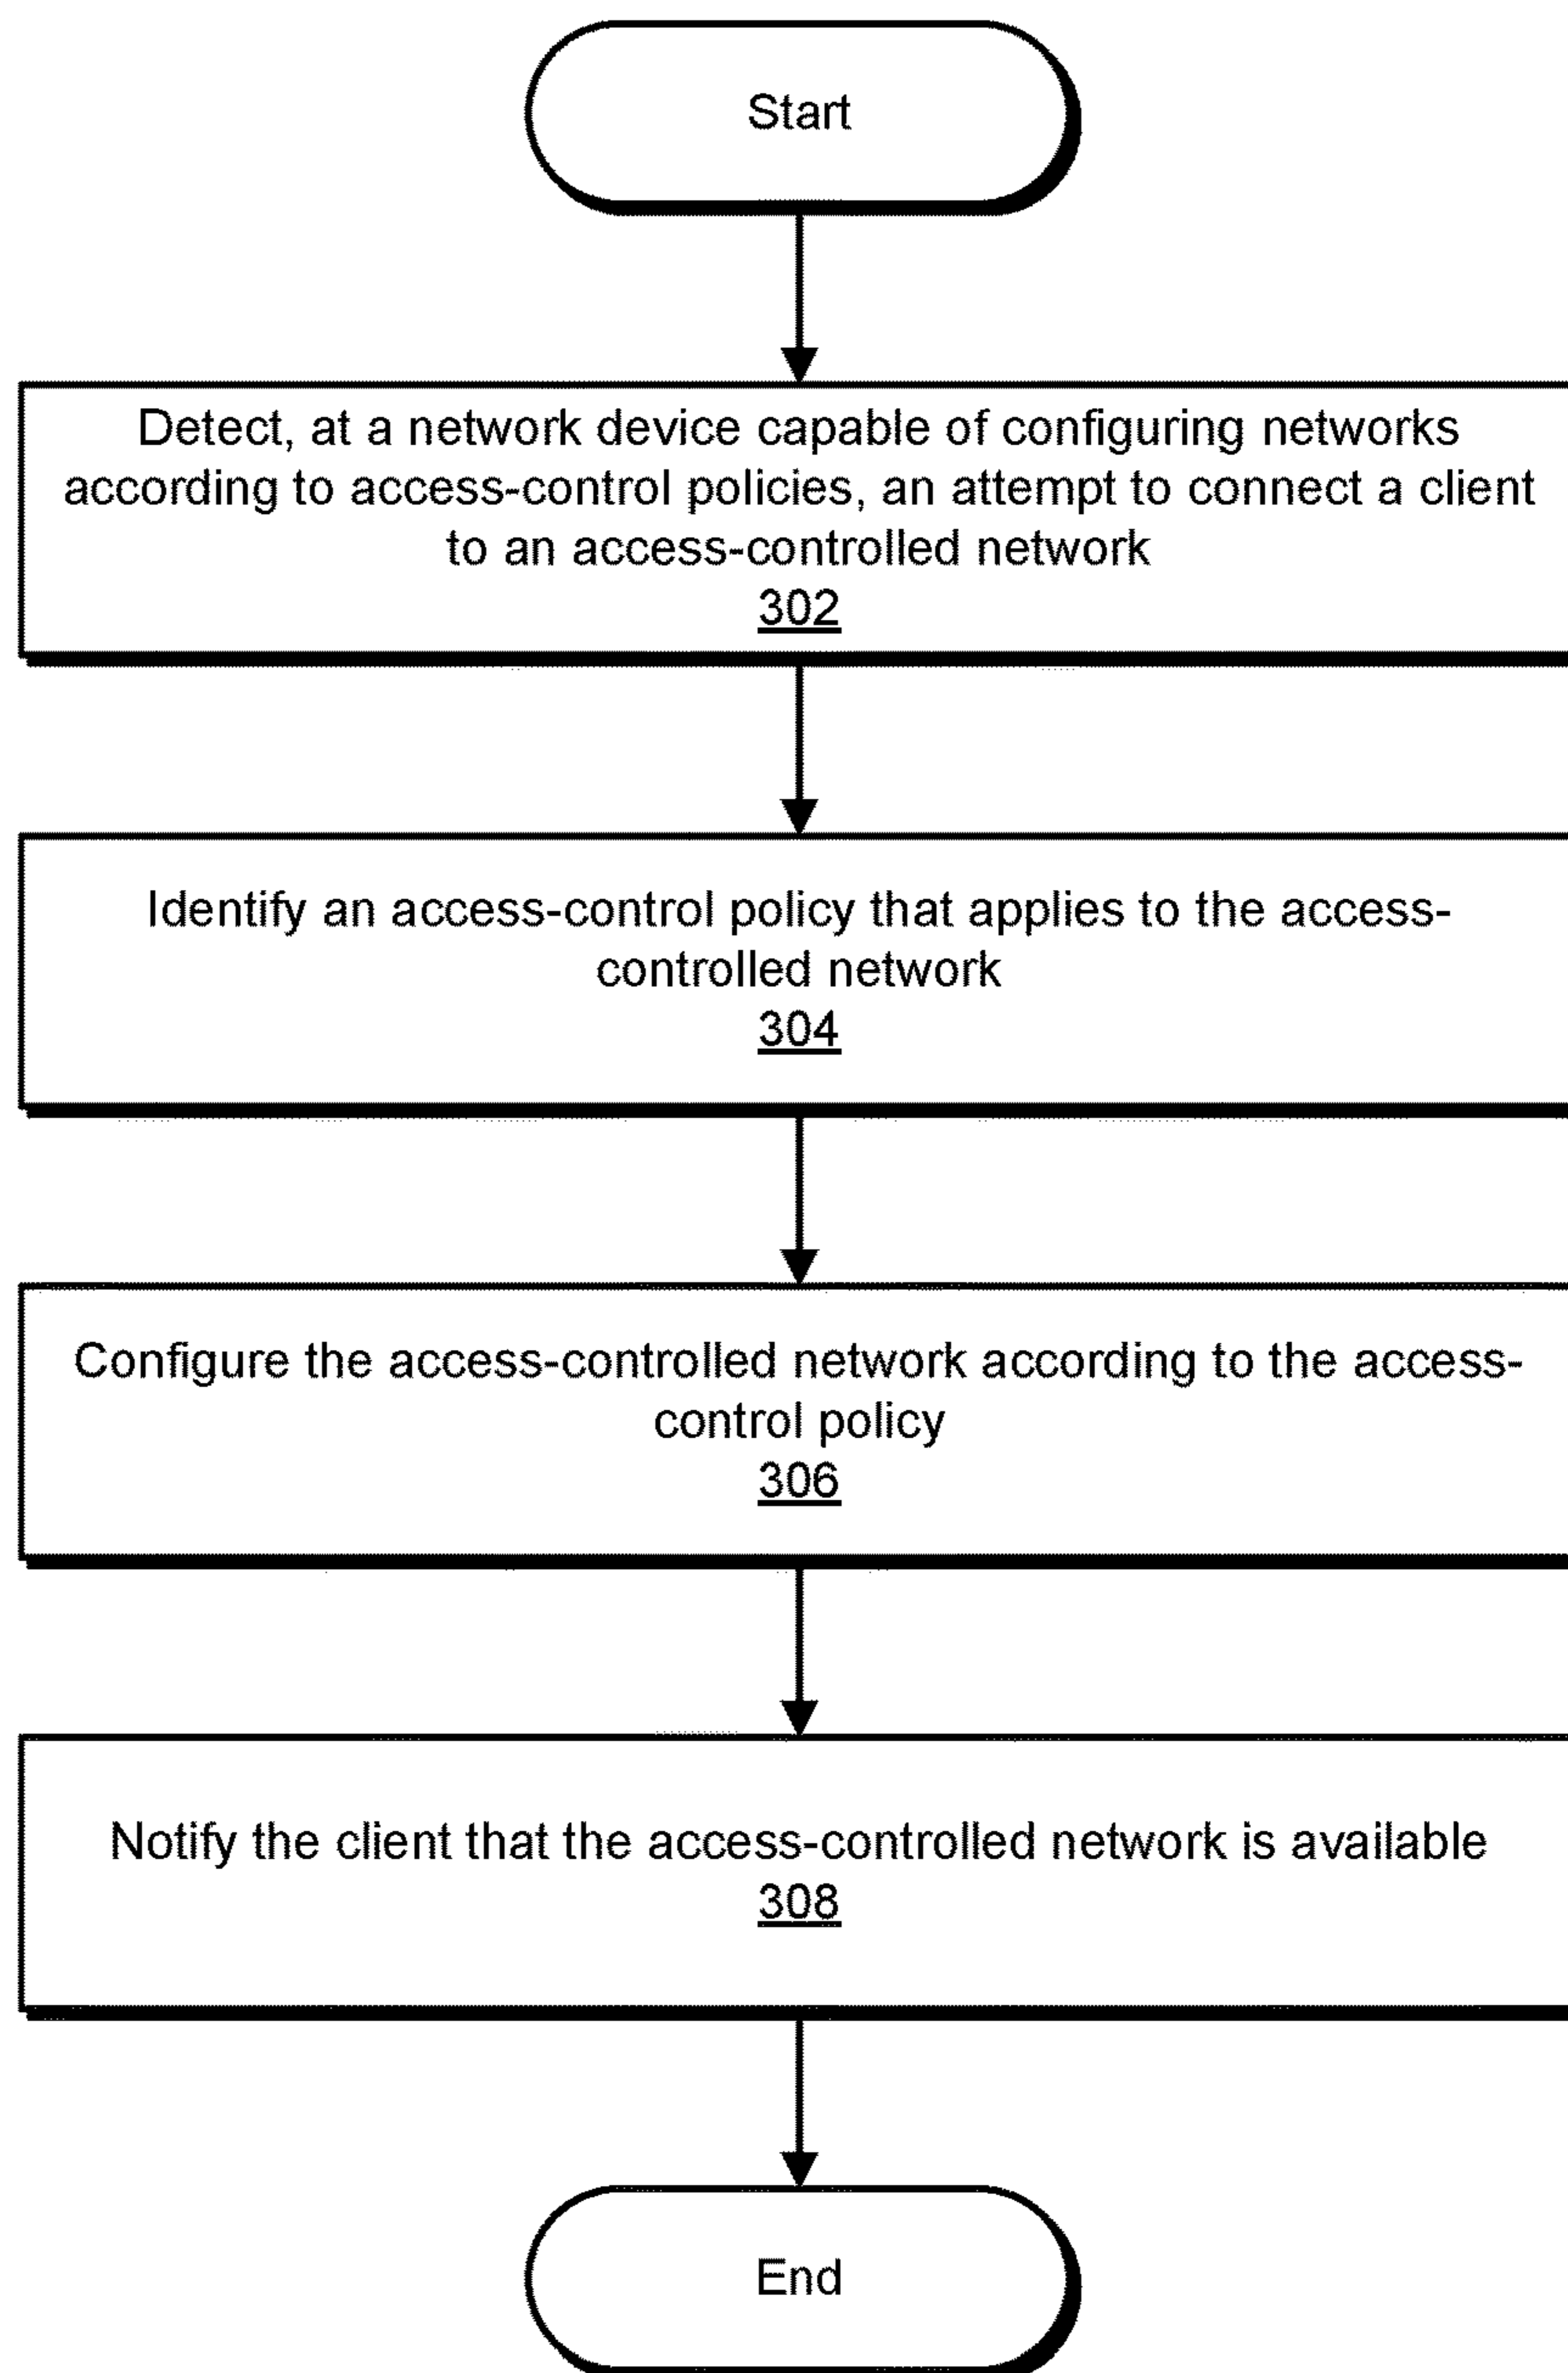 Start
Detect, at a network device capable of configuring networks
according to access-control policies, an attempt to connect a client
to an access-controlled network
302
Identify an access-control policy that applies to the access-
controlled network
304
Configure the access-controlled network according to the access-
control policy
306
Notify the client that the access-controlled network is available
308
End